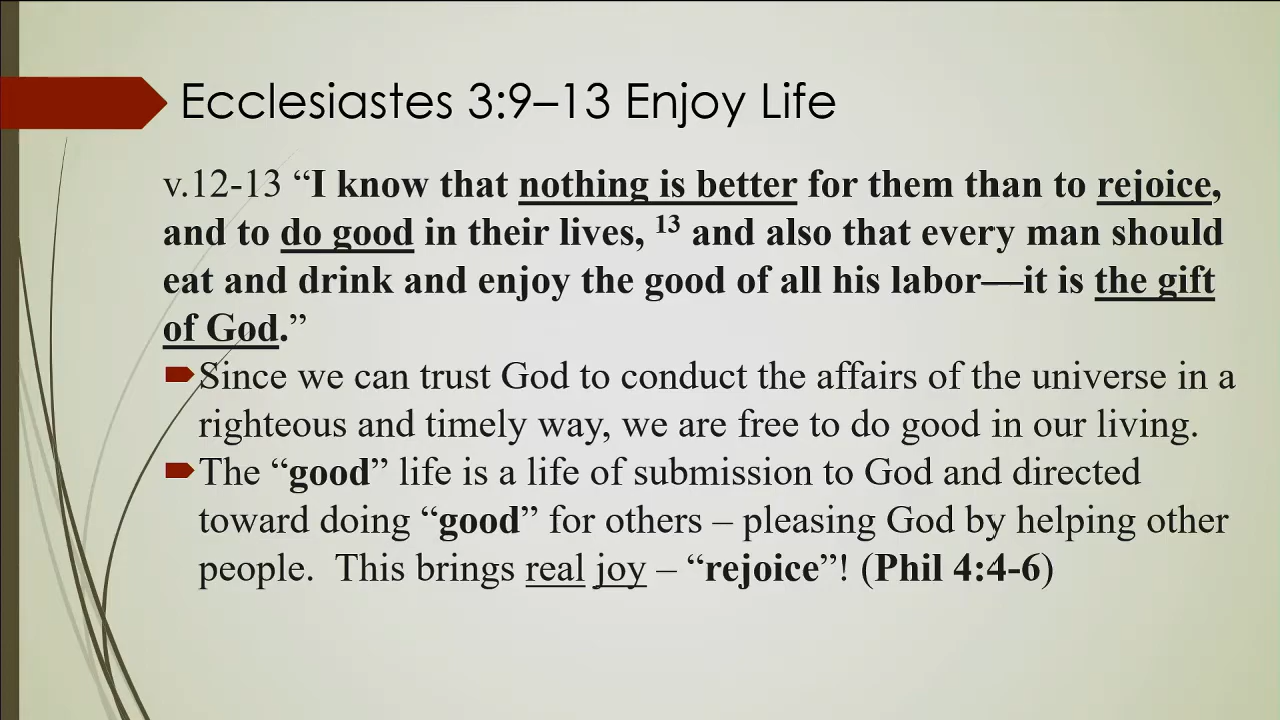 Ecclesiastes 3:9–13 Enjoy Life
v.12-13 “I know that nothing is better for them than to rejoice,
and to do good in their lives, ¹³ and also that every man should
eat and drink and enjoy the good of all his labor—it is the gift
of God.”
Since we can trust God to conduct the affairs of the universe in a
righteous and timely way, we are free to do good in our living.
The “good” life is a life of submission to God and directed
toward doing “good” for others – pleasing God by helping other
people.  This brings real joy – “rejoice”! (Phil 4:4-6)